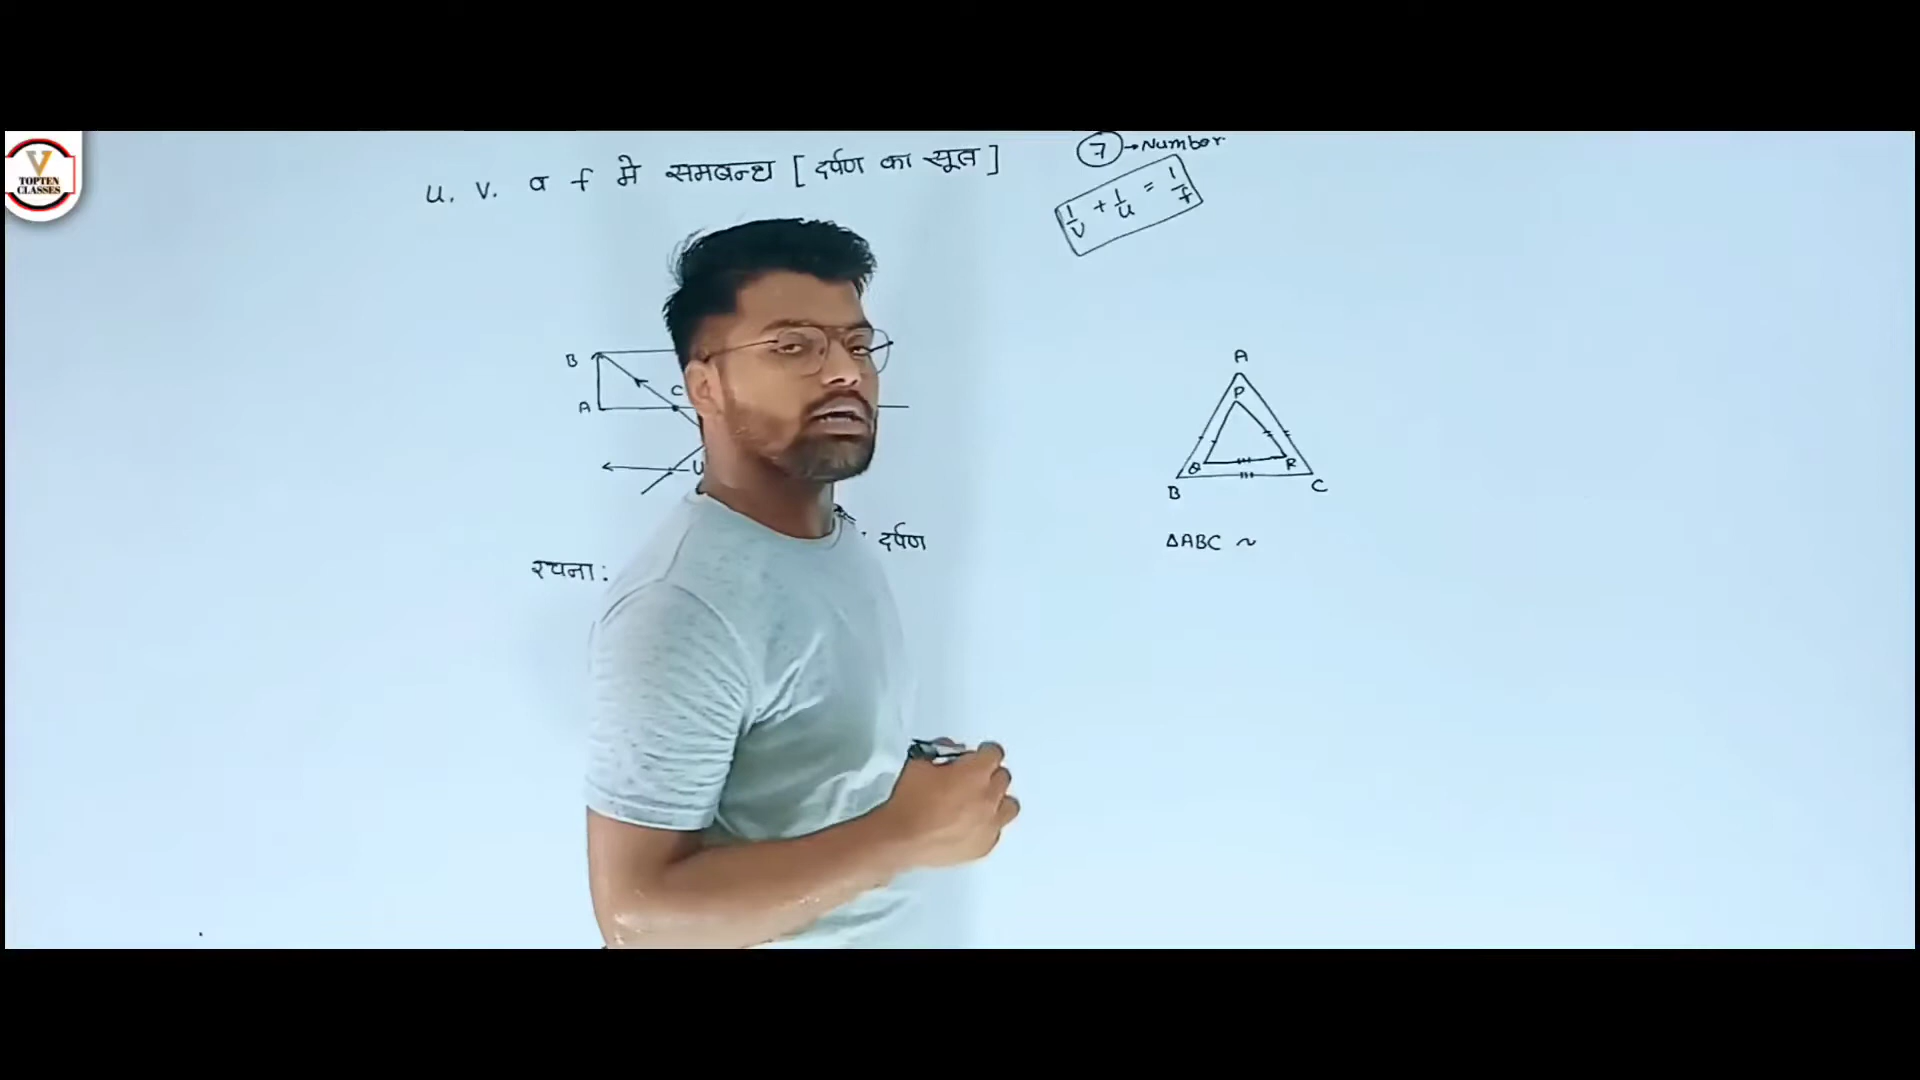 V
TOPTEN
CLASSES
u, v. व f मे समबन्ध [दर्पण का सूत्र]
7 → Number
1/v + 1/u = 1/f
B
A
C
U
दर्पण
रचना:
A
P
Q
R
B
C
ΔABC ~